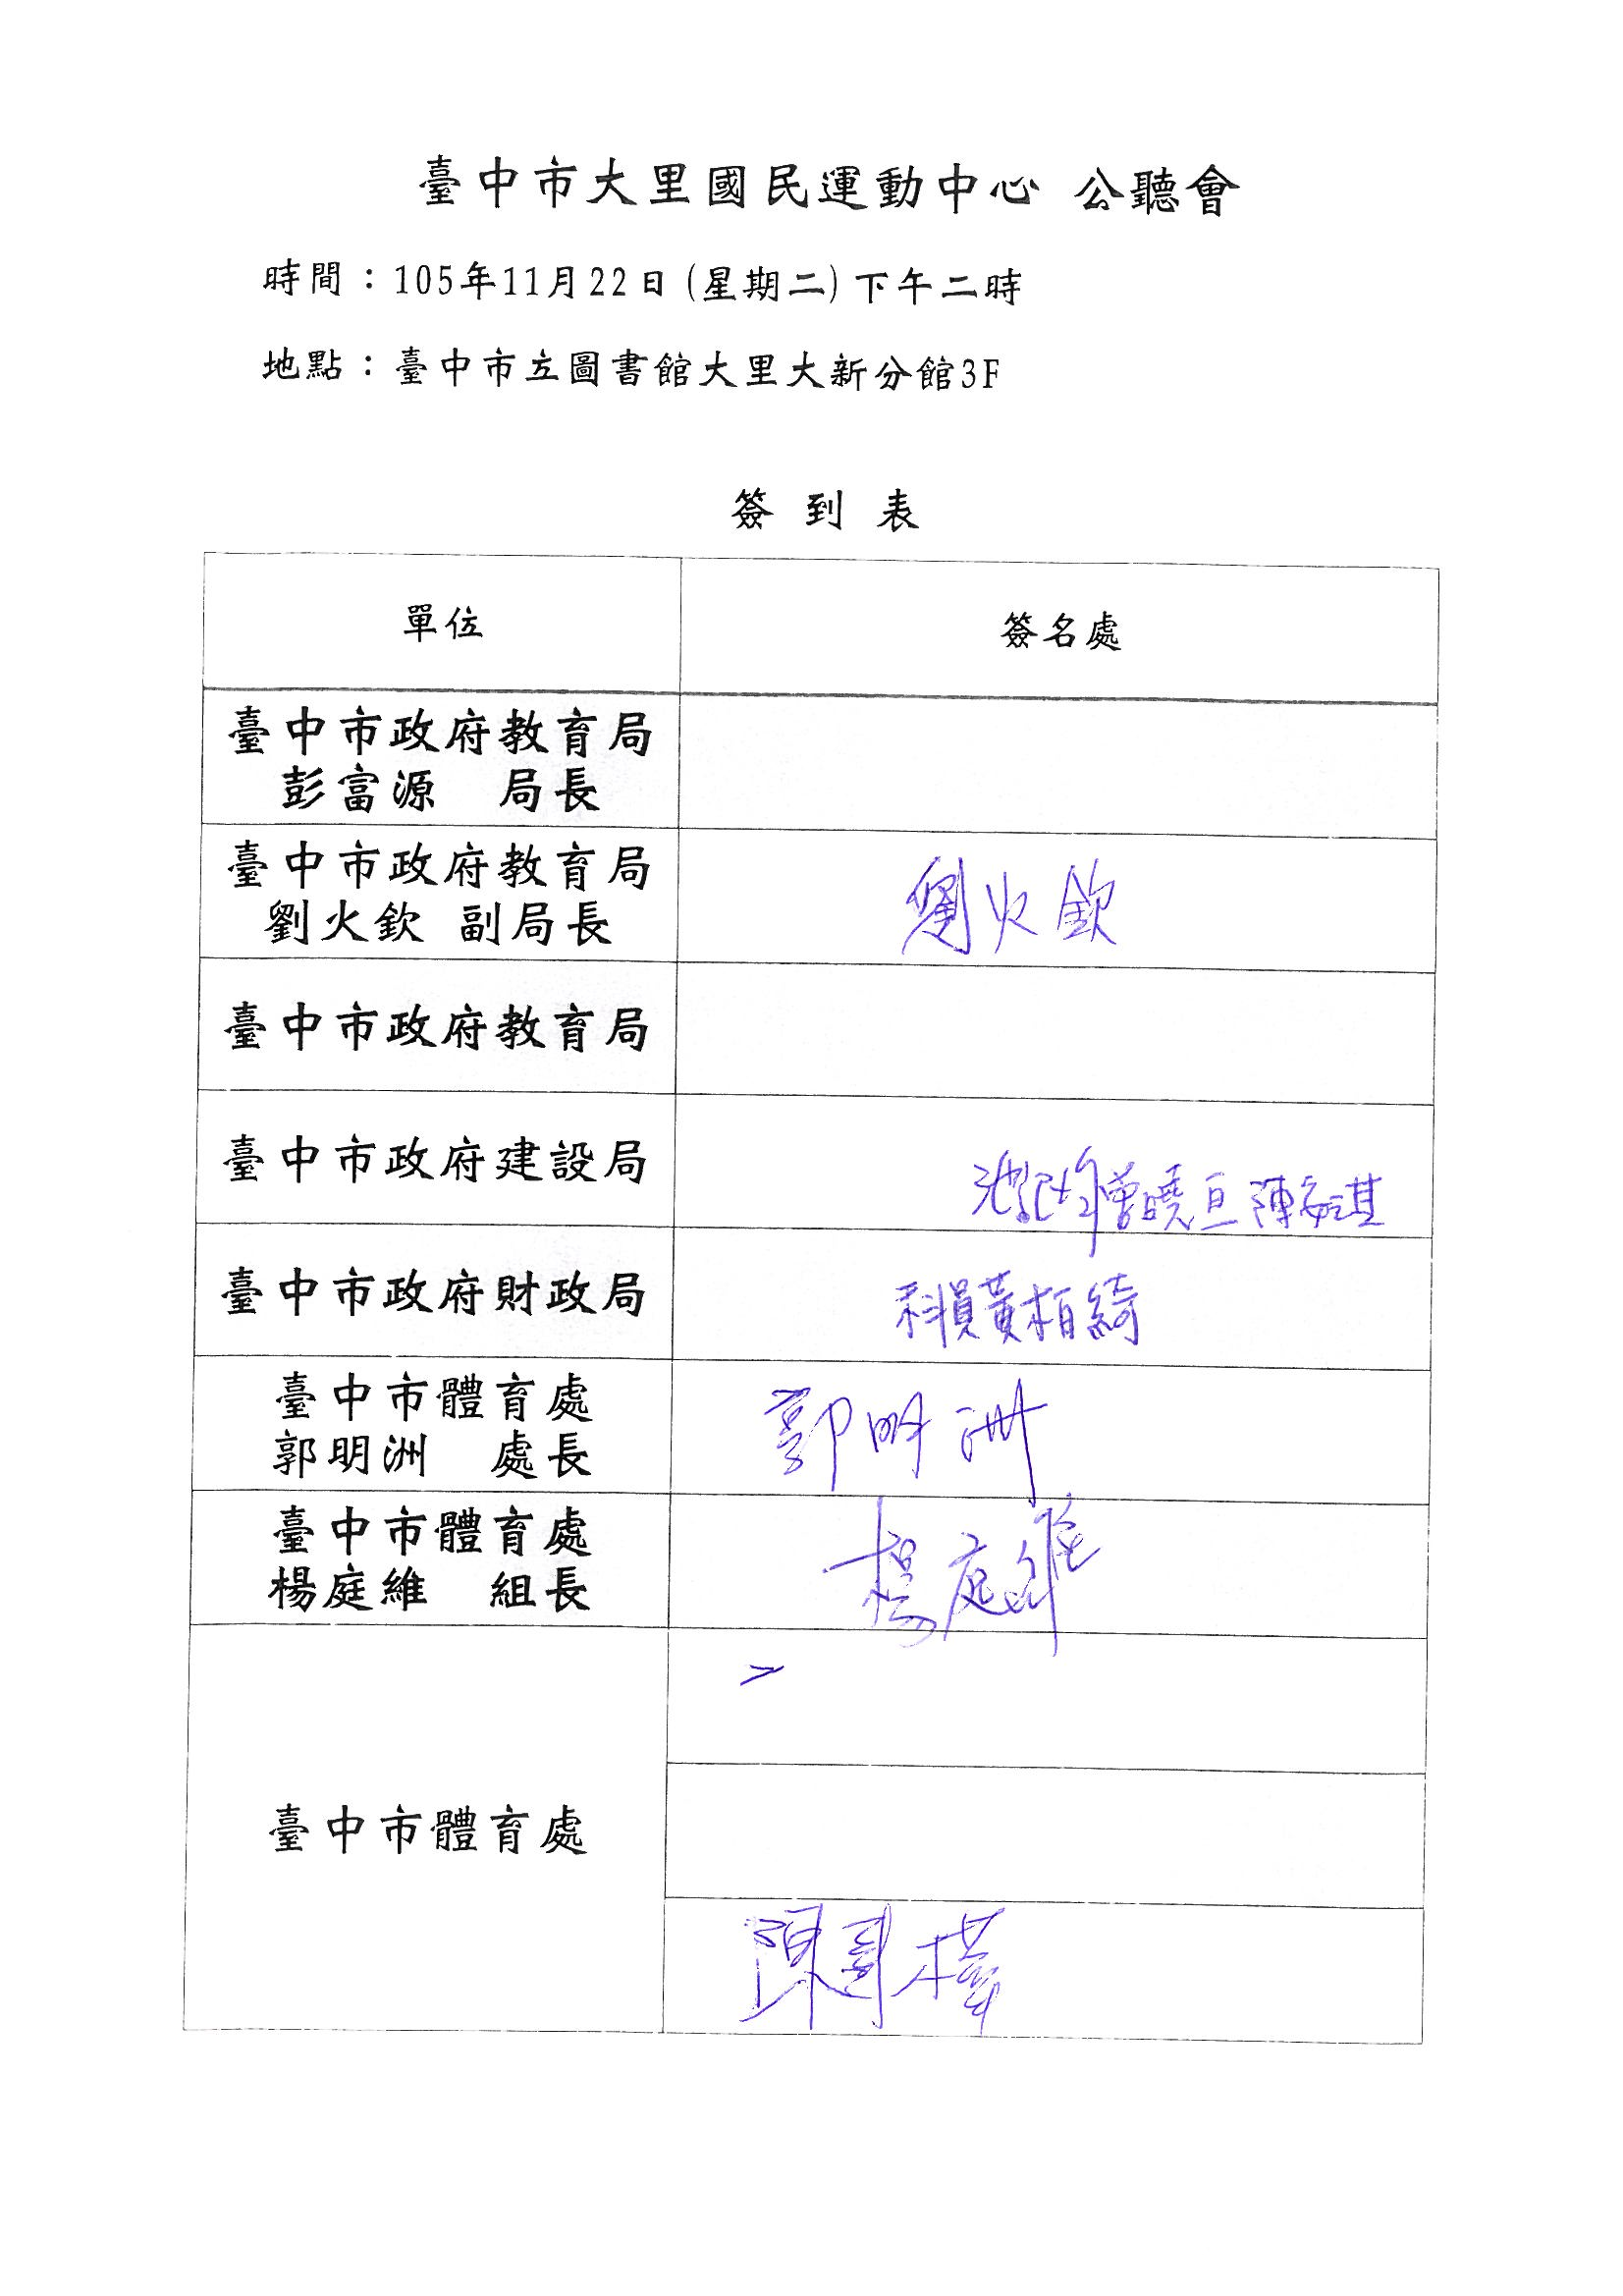 臺中市大里國民運動中心 公聽會
時間：105年11月22日(星期二)下午二時
地點：臺中市立圖書館大里大新分館3F
簽到表
單位
簽名處
臺中市政府教育局
彭富源 局長
臺中市政府教育局
劉火欽 副局長
劉火欽
臺中市政府教育局
臺中市政府建設局
曾曉亘 陳
臺中市政府財政局
科員黃柏綺
臺中市體育處
郭明洲 處長
郭明洲
臺中市體育處
楊庭維 組長
楊庭維
臺中市體育處
陳